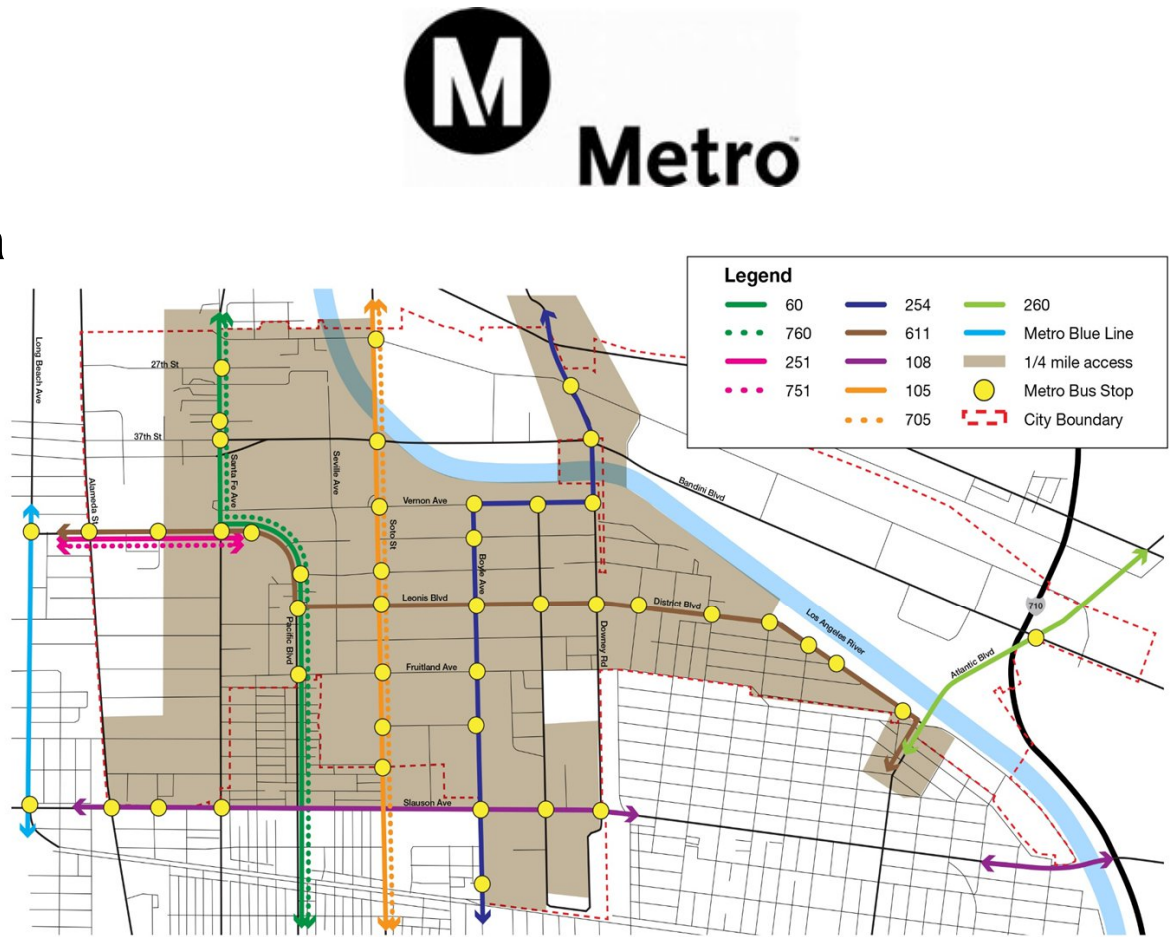 M
Metro™
Legend
60
760
251
751
254
611
108
105
705
260
Metro Blue Line
1/4 mile access
Metro Bus Stop
City Boundary
Long Beach Ave
Alameda St
27th St
37th St
Santa Fe Ave
Seville Ave
Soto St
Vernon Ave
Boyle Ave
Bandini Blvd
Leonis Blvd
District Blvd
Los Angeles River
710
Pacific Blvd
Fruitland Ave
Downey Rd
Atlantic Blvd
Slauson Ave